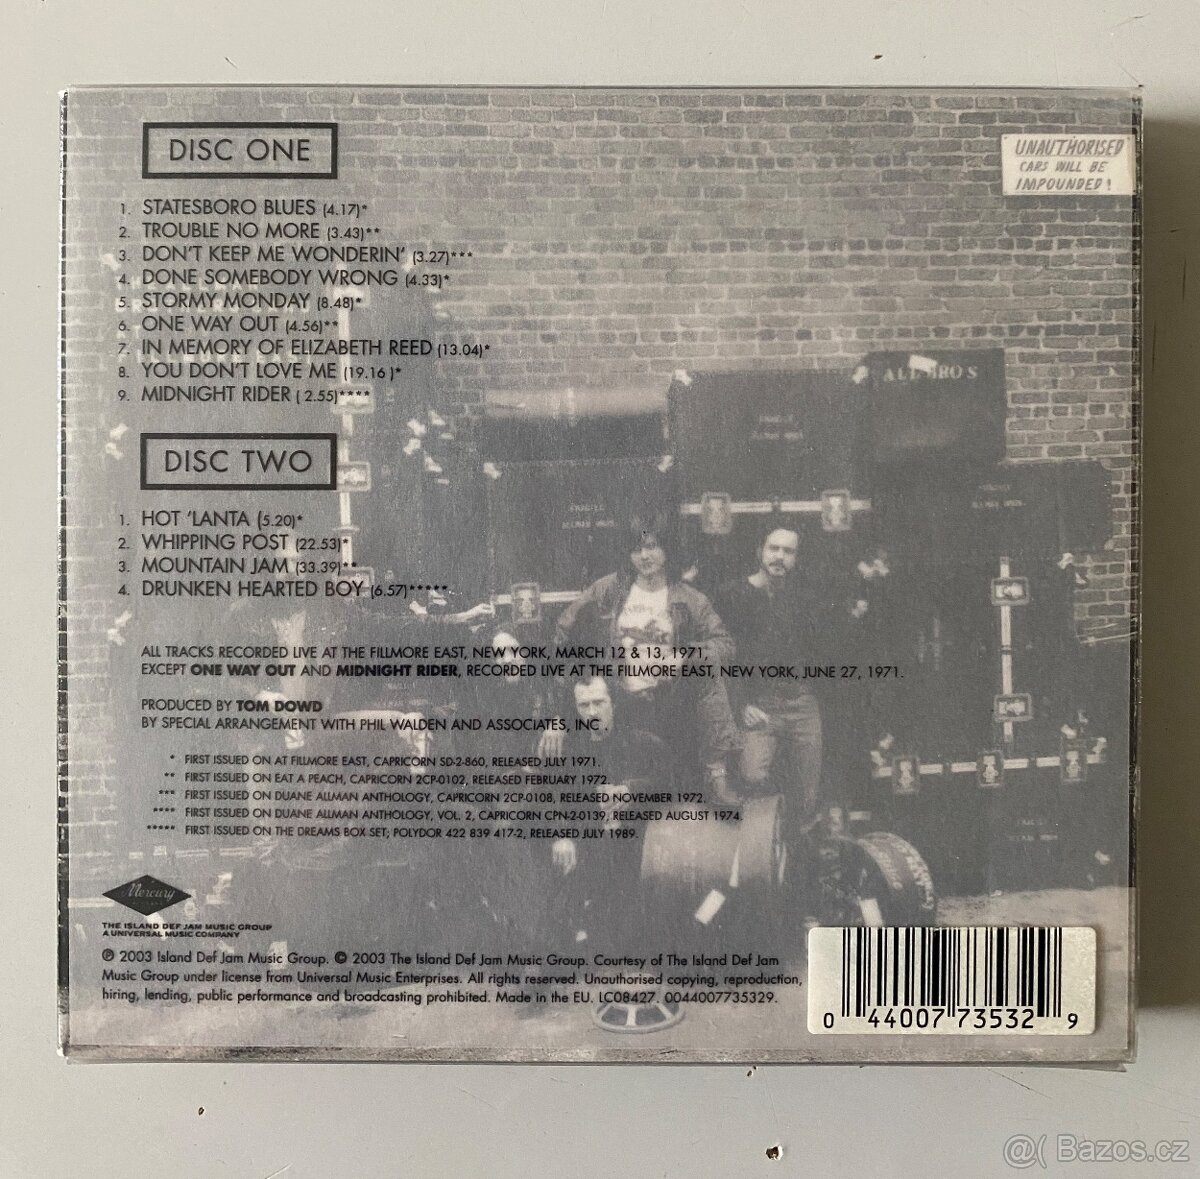 DISC ONE
1. STATESBORO BLUES (4.17)*
2. TROUBLE NO MORE (3.43)**
3. DON'T KEEP ME WONDERIN' (3.27)***
4. DONE SOMEBODY WRONG (4.33)*
5. STORMY MONDAY (8.48)*
6. ONE WAY OUT (4.56)**
7. IN MEMORY OF ELIZABETH REED (13.04)*
8. YOU DON'T LOVE ME (19.16 )*
9. MIDNIGHT RIDER ( 2.55)****
DISC TWO
1. HOT 'LANTA (5.20)*
2. WHIPPING POST (22.53)*
3. MOUNTAIN JAM (33.39)**
4. DRUNKEN HEARTED BOY (6.57)*****
ALL TRACKS RECORDED LIVE AT THE FILLMORE EAST, NEW YORK, MARCH 12 & 13, 1971,
EXCEPT ONE WAY OUT AND MIDNIGHT RIDER, RECORDED LIVE AT THE FILLMORE EAST, NEW YORK, JUNE 27, 1971.
PRODUCED BY TOM DOWD
BY SPECIAL ARRANGEMENT WITH PHIL WALDEN AND ASSOCIATES, INC .
* FIRST ISSUED ON AT FILLMORE EAST, CAPRICORN SD-2-860, RELEASED JULY 1971.
** FIRST ISSUED ON EAT A PEACH, CAPRICORN 2CP-0102, RELEASED FEBRUARY 1972.
*** FIRST ISSUED ON DUANE ALLMAN ANTHOLOGY, CAPRICORN 2CP-0108, RELEASED NOVEMBER 1972.
**** FIRST ISSUED ON DUANE ALLMAN ANTHOLOGY, VOL. 2, CAPRICORN CPN-2-0139, RELEASED AUGUST 1974.
***** FIRST ISSUED ON THE DREAMS BOX SET; POLYDOR 422 839 417-2, RELEASED JULY 1989.
UNAUTHORISED
CARS WILL BE
IMPOUNDED!
Mercury
THE ISLAND DEF JAM MUSIC GROUP
A UNIVERSAL MUSIC COMPANY
℗ 2003 Island Def Jam Music Group. © 2003 The Island Def Jam Music Group. Courtesy of The Island Def Jam
Music Group under license from Universal Music Enterprises. All rights reserved. Unauthorised copying, reproduction,
hiring, lending, public performance and broadcasting prohibited. Made in the EU. LC08427. 0044007735329.
0 44007 73532 9
@( Bazos.cz